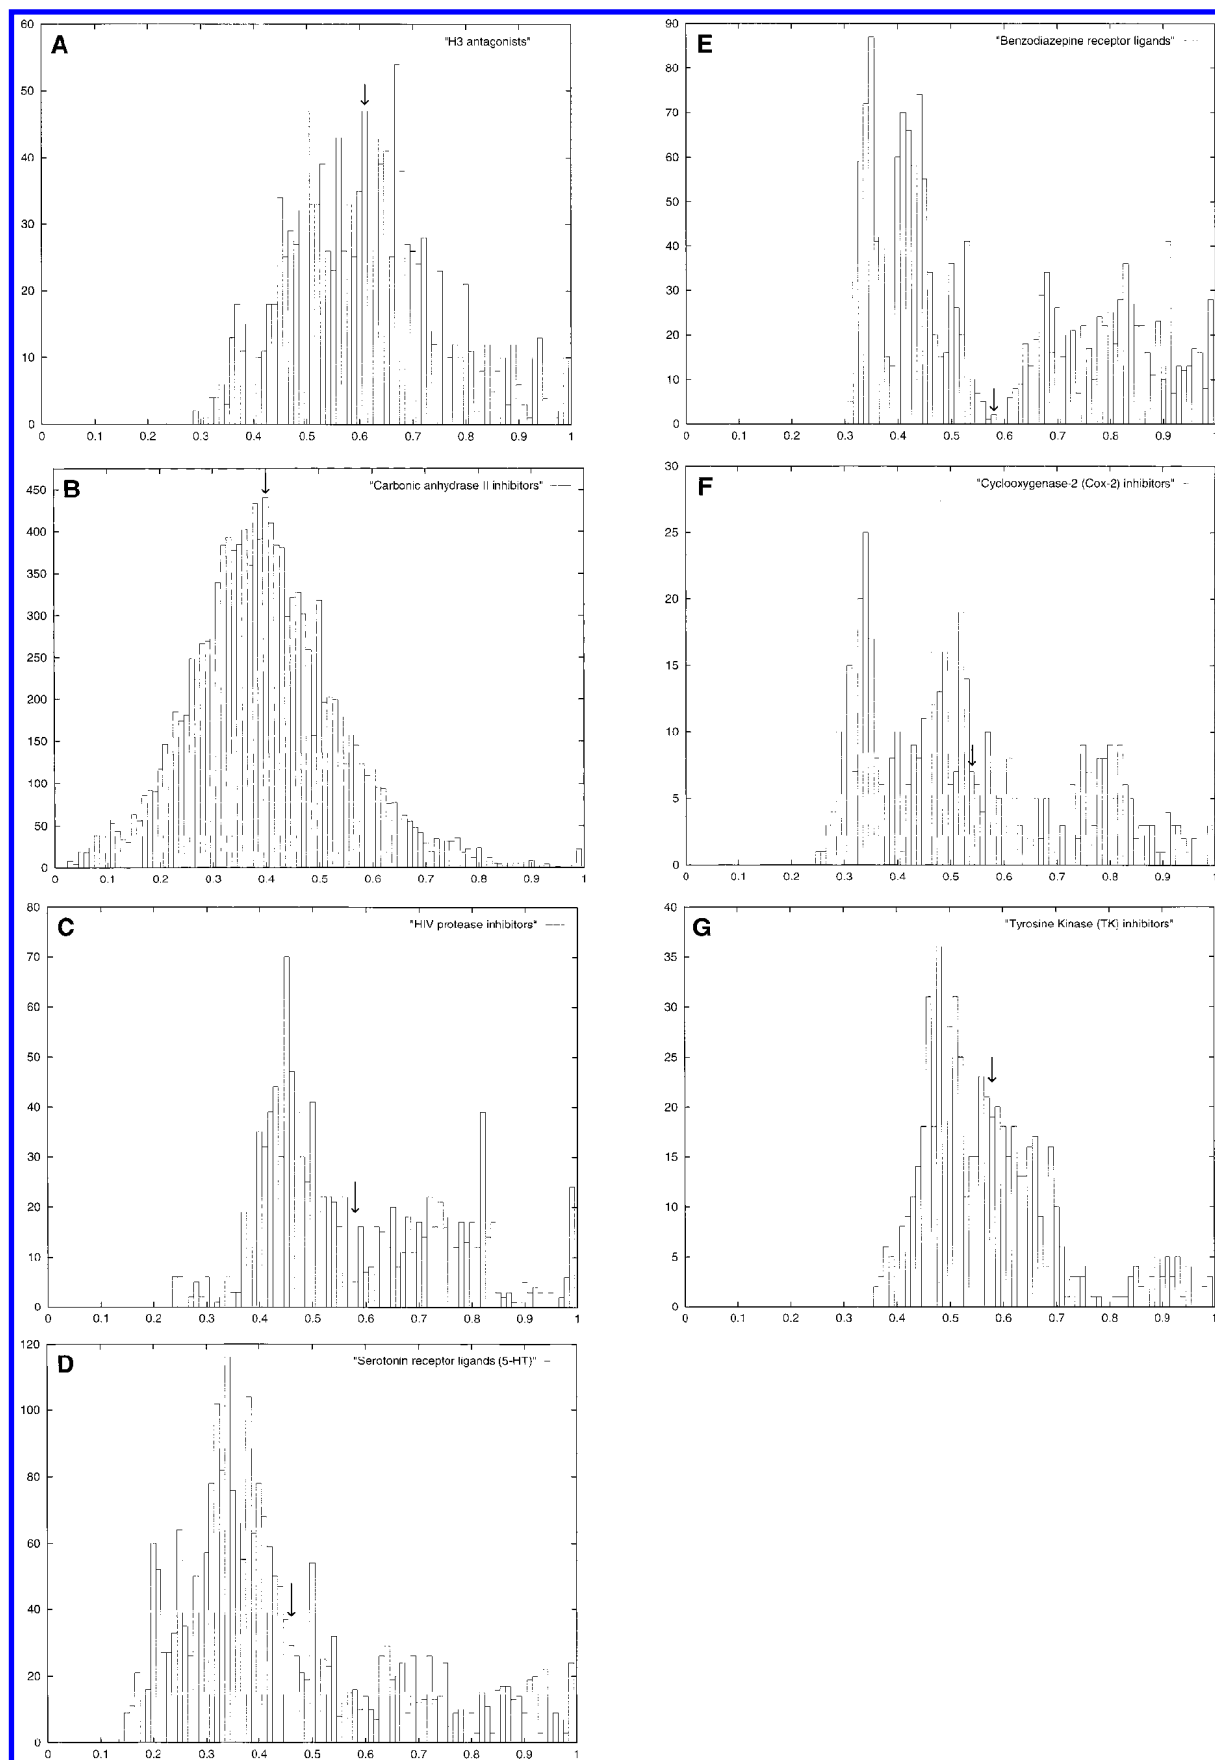 A
"H3 antagonists"
60
50
40
30
20
10
0
0 0.1 0.2 0.3 0.4 0.5 0.6 0.7 0.8 0.9 1
B
"Carbonic anhydrase II inhibitors"
450
400
350
300
250
200
150
100
50
0
0 0.1 0.2 0.3 0.4 0.5 0.6 0.7 0.8 0.9 1
C
"HIV protease inhibitors"
80
70
60
50
40
30
20
10
0
0 0.1 0.2 0.3 0.4 0.5 0.6 0.7 0.8 0.9 1
D
"Serotonin receptor ligands (5-HT)"
120
100
80
60
40
20
0
0 0.1 0.2 0.3 0.4 0.5 0.6 0.7 0.8 0.9 1
E
"Benzodiazepine receptor ligands"
90
80
70
60
50
40
30
20
10
0
0 0.1 0.2 0.3 0.4 0.5 0.6 0.7 0.8 0.9 1
F
"Cyclooxygenase-2 (Cox-2) inhibitors"
30
25
20
15
10
5
0
0 0.1 0.2 0.3 0.4 0.5 0.6 0.7 0.8 0.9 1
G
"Tyrosine Kinase (TK) inhibitors"
40
35
30
25
20
15
10
5
0
0 0.1 0.2 0.3 0.4 0.5 0.6 0.7 0.8 0.9 1